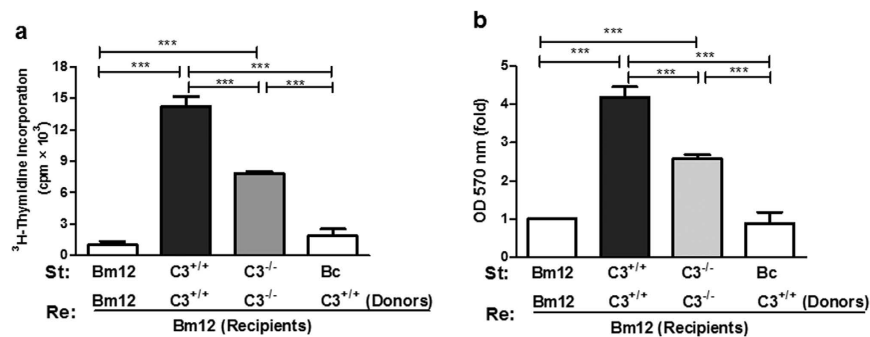 a
*** 
*** ***
*** ***
³H-Thymidine Incorporation
(cpm × 10³)
18
15
12
9
6
3
0
St: Bm12 C3+/+ C3-/- Bc
Re: Bm12 C3+/+ C3-/- C3+/+ (Donors)
Bm12 (Recipients)
b
***
*** ***
*** ***
OD 570 nm (fold)
5
4
3
2
1
0
St: Bm12 C3+/+ C3-/- Bc
Re: Bm12 C3+/+ C3-/- C3+/+ (Donors)
Bm12 (Recipients)